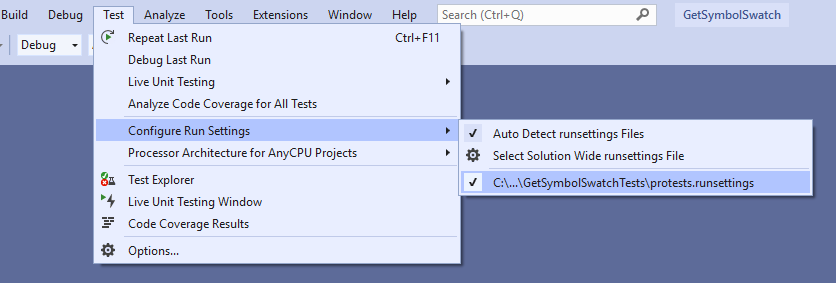 Build Debug Test Analyze Tools Extensions Window Help Search (Ctrl+Q) GetSymbolSwatch
Debug
Repeat Last Run Ctrl+F11
Debug Last Run
Live Unit Testing
Analyze Code Coverage for All Tests
Configure Run Settings
Processor Architecture for AnyCPU Projects
Test Explorer
Live Unit Testing Window
Code Coverage Results
Options...
Auto Detect runsettings Files
Select Solution Wide runsettings File
C:\...\GetSymbolSwatchTests\protests.runsettings